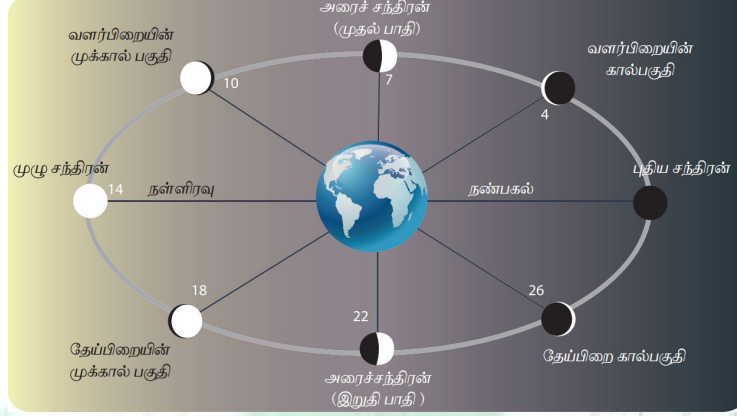 அரைச் சந்திரன்
(முதல் பாதி)
வளர்பிறையின்
முக்கால் பகுதி
வளர்பிறையின்
கால்பகுதி
10
7
4
முழு சந்திரன்
14
நள்ளிரவு
நண்பகல்
புதிய சந்திரன்
18
22
26
தேய்பிறையின்
முக்கால் பகுதி
அரைச்சந்திரன்
(இறுதி பாதி )
தேய்பிறை கால்பகுதி